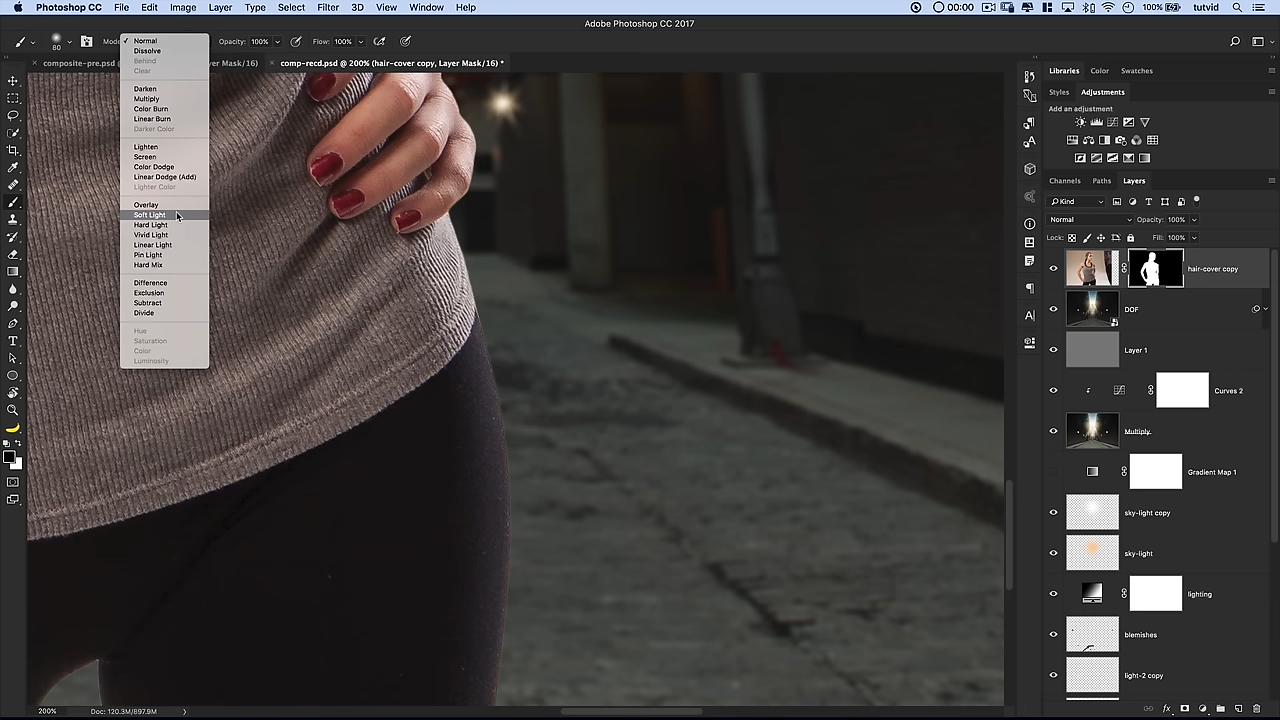 Photoshop CC File Edit Image Layer Type Select Filter 3D View Window Help 00:00 100% tutvid
Adobe Photoshop CC 2017
80 Mod Opacity: 100% Flow: 100%
composite-pre.psd @ er Mask/16) × comp-recd.psd @ 200% (hair-cover copy, Layer Mask/16) *
✓ Normal
Dissolve
Behind
Clear
Darken
Multiply
Color Burn
Linear Burn
Darker Color
Lighten
Screen
Color Dodge
Linear Dodge (Add)
Lighter Color
Overlay
Soft Light
Hard Light
Vivid Light
Linear Light
Pin Light
Hard Mix
Difference
Exclusion
Subtract
Divide
Hue
Saturation
Color
Luminosity
Libraries Color Swatches
Styles Adjustments
Add an adjustment
Channels Paths Layers
Kind
Normal Opacity: 100%
Lock: Fill: 100%
hair-cover copy
DOF
Layer 1
Curves 2
Multiply.
Gradient Map 1
sky-light copy
sky-light
lighting
blemishes
light-2 copy
200% Doc: 120.3M/897.9M